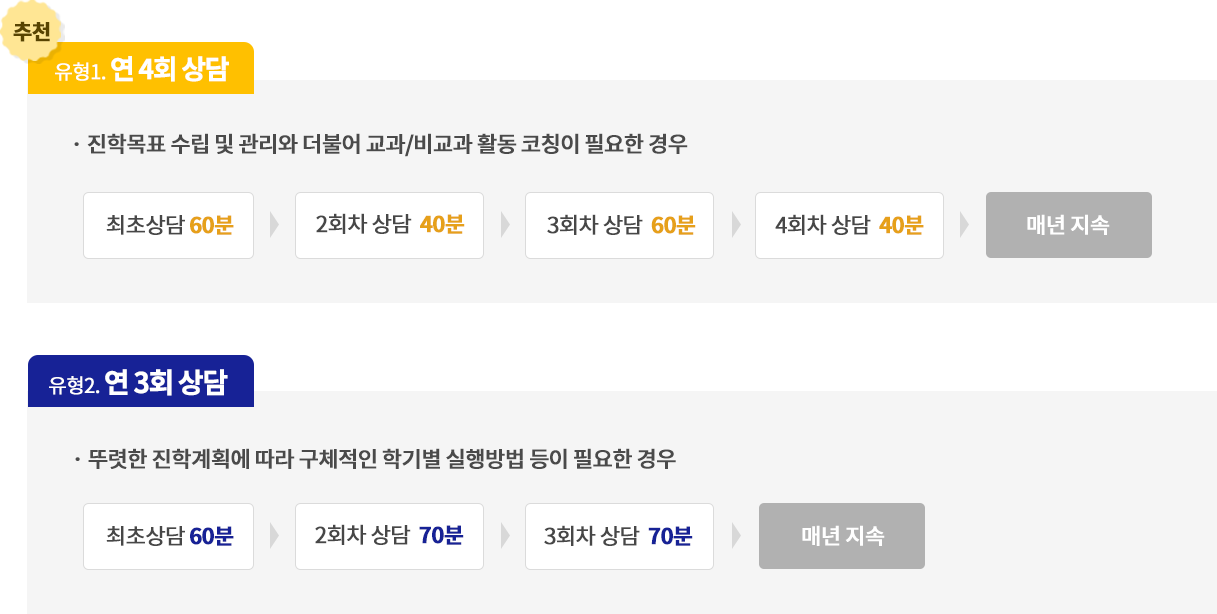 추천
유형1. 연 4회 상담
· 진학목표 수립 및 관리와 더불어 교과/비교과 활동 코칭이 필요한 경우
최초상담 60분 2회차 상담 40분 3회차 상담 60분 4회차 상담 40분 매년 지속
유형2. 연 3회 상담
· 뚜렷한 진학계획에 따라 구체적인 학기별 실행방법 등이 필요한 경우
최초상담 60분 2회차 상담 70분 3회차 상담 70분 매년 지속